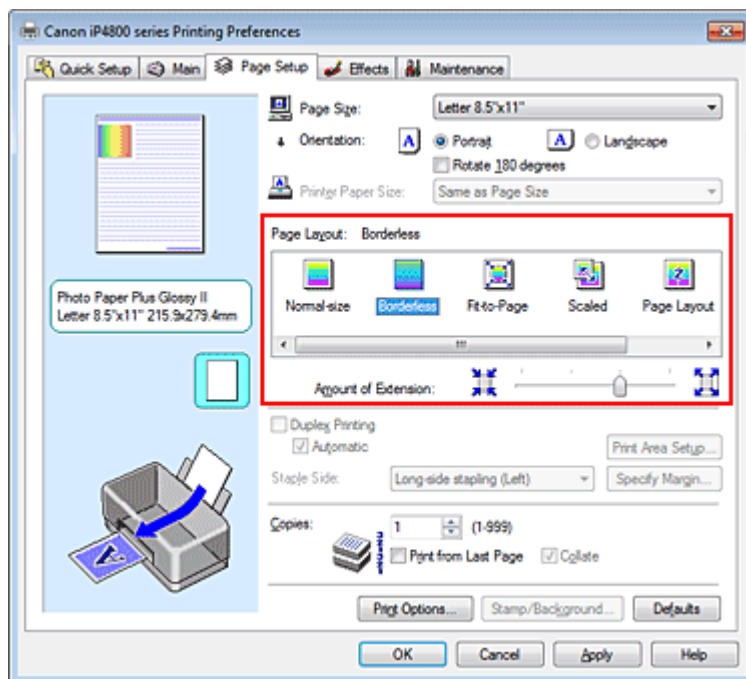 Canon iP4800 series Printing Preferences
Quick Setup Main Page Setup Effects Maintenance
Page Size: Letter 8.5"x11"
Orientation: A Portrait A Landscape
Rotate 180 degrees
Printer Paper Size: Same as Page Size
Page Layout: Borderless
Normal-size Borderless Fit-to-Page Scaled Page Layout
Amount of Extension:
Photo Paper Plus Glossy II
Letter 8.5"x11" 215.9x279.4mm
Duplex Printing
Automatic Print Area Setup...
Staple Side: Long-side stapling (Left) Specify Margin...
Copies: 1 (1-999)
Print from Last Page Collate
Print Options... Stamp/Background... Defaults
OK Cancel Apply Help